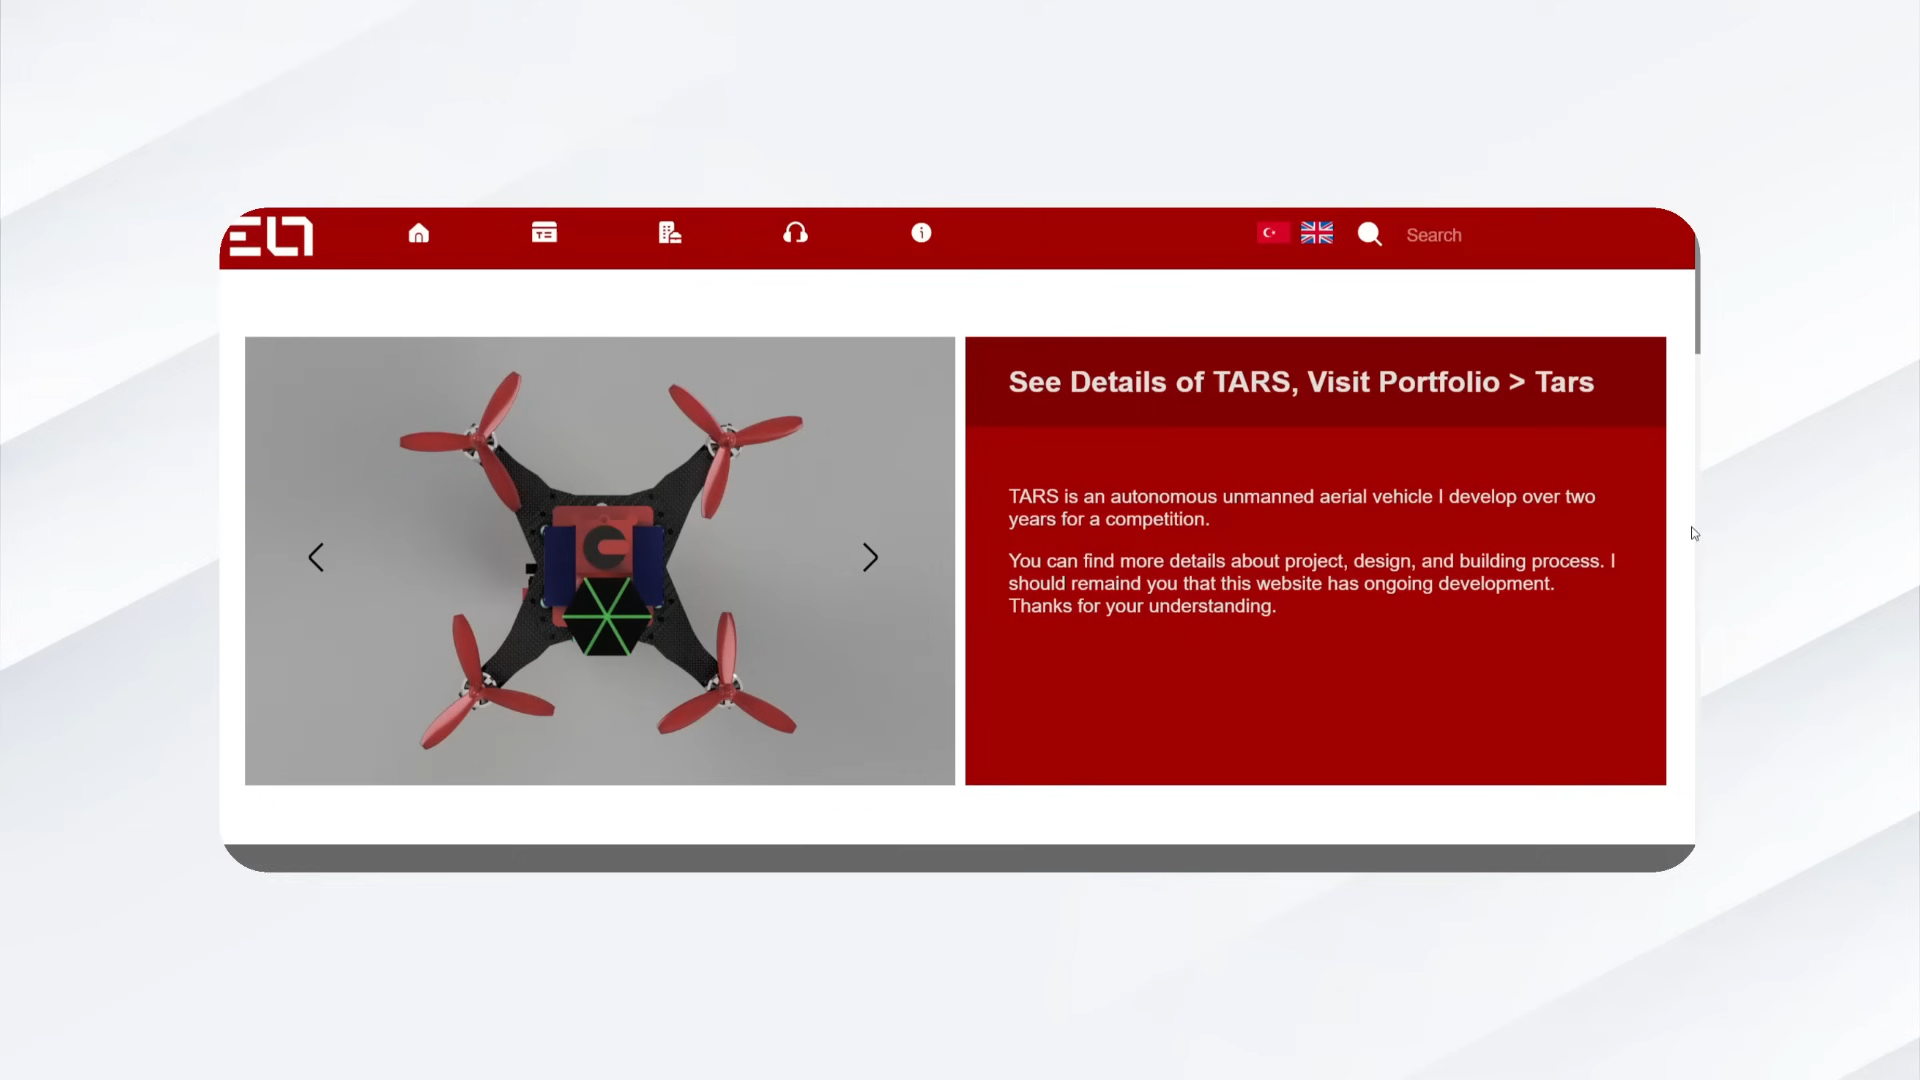 Search
See Details of TARS, Visit Portfolio > Tars
TARS is an autonomous unmanned aerial vehicle I develop over two
years for a competition.
You can find more details about project, design, and building process. I
should remaind you that this website has ongoing development.
Thanks for your understanding.